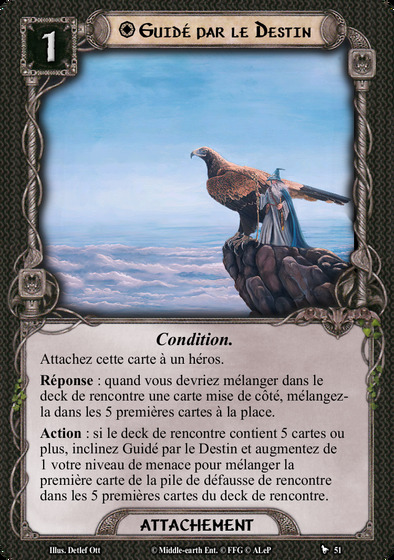 1
Guidé par le Destin
Condition.
Attachez cette carte à un héros.
Réponse : quand vous devriez mélanger dans le
deck de rencontre une carte mise de côté, mélangez-
la dans les 5 premières cartes à la place.
Action : si le deck de rencontre contient 5 cartes ou
plus, inclinez Guidé par le Destin et augmentez de
1 votre niveau de menace pour mélanger la
première carte de la pile de défausse de rencontre
dans les 5 premières cartes du deck de rencontre.
ATTACHEMENT
Illus. Detlef Ott © Middle-earth Ent. © FFG © ALeP 51